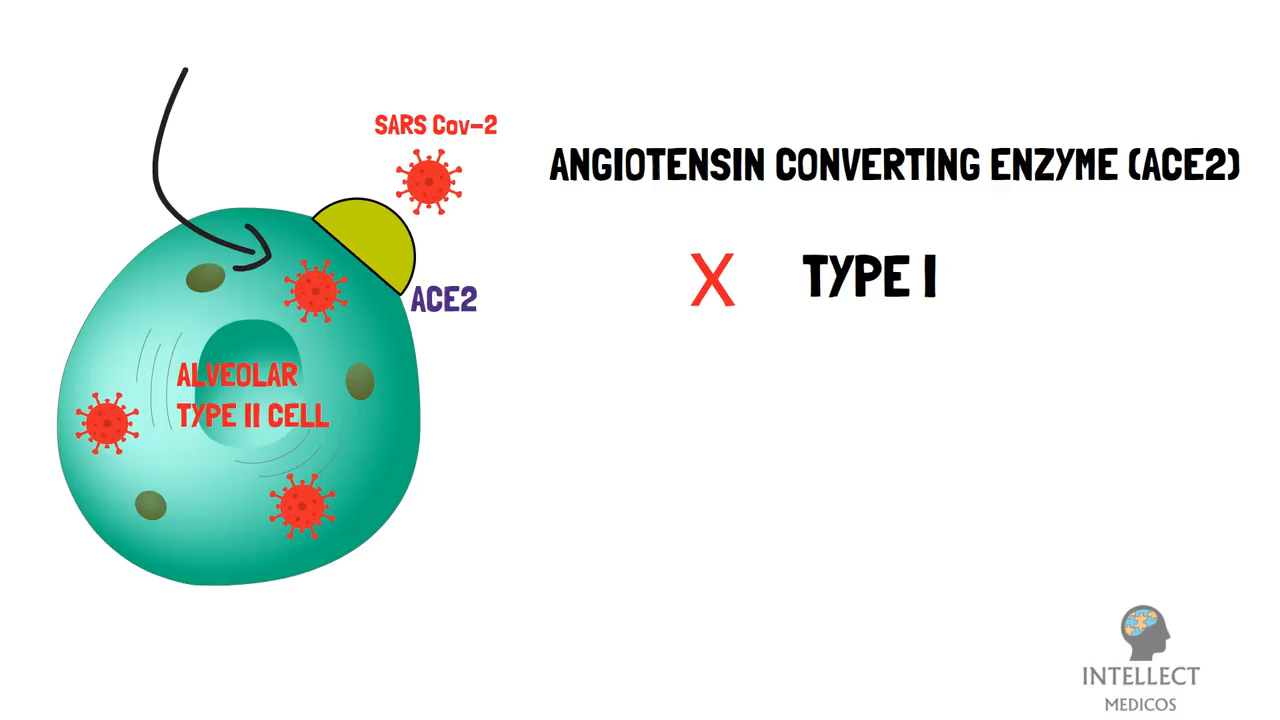 SARS Cov-2
ANGIOTENSIN CONVERTING ENZYME (ACE2)
X TYPE I
ACE2
ALVEOLAR
TYPE II CELL
INTELLECT
MEDICOS